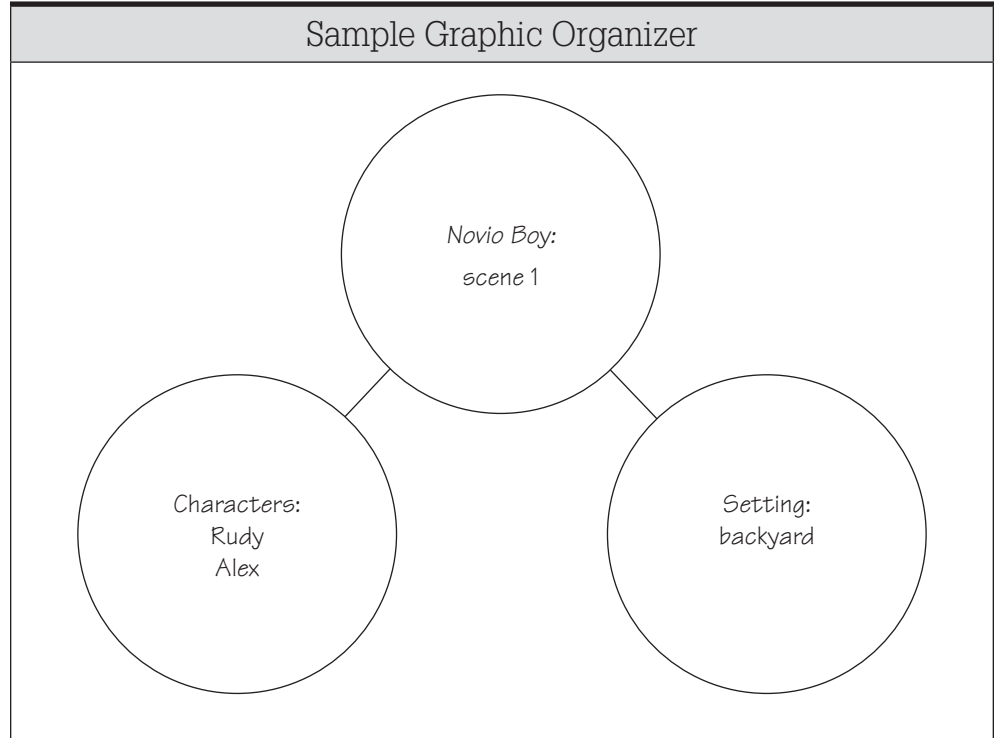 Sample Graphic Organizer
Novio Boy:
scene 1
Characters:
Rudy
Alex
Setting:
backyard